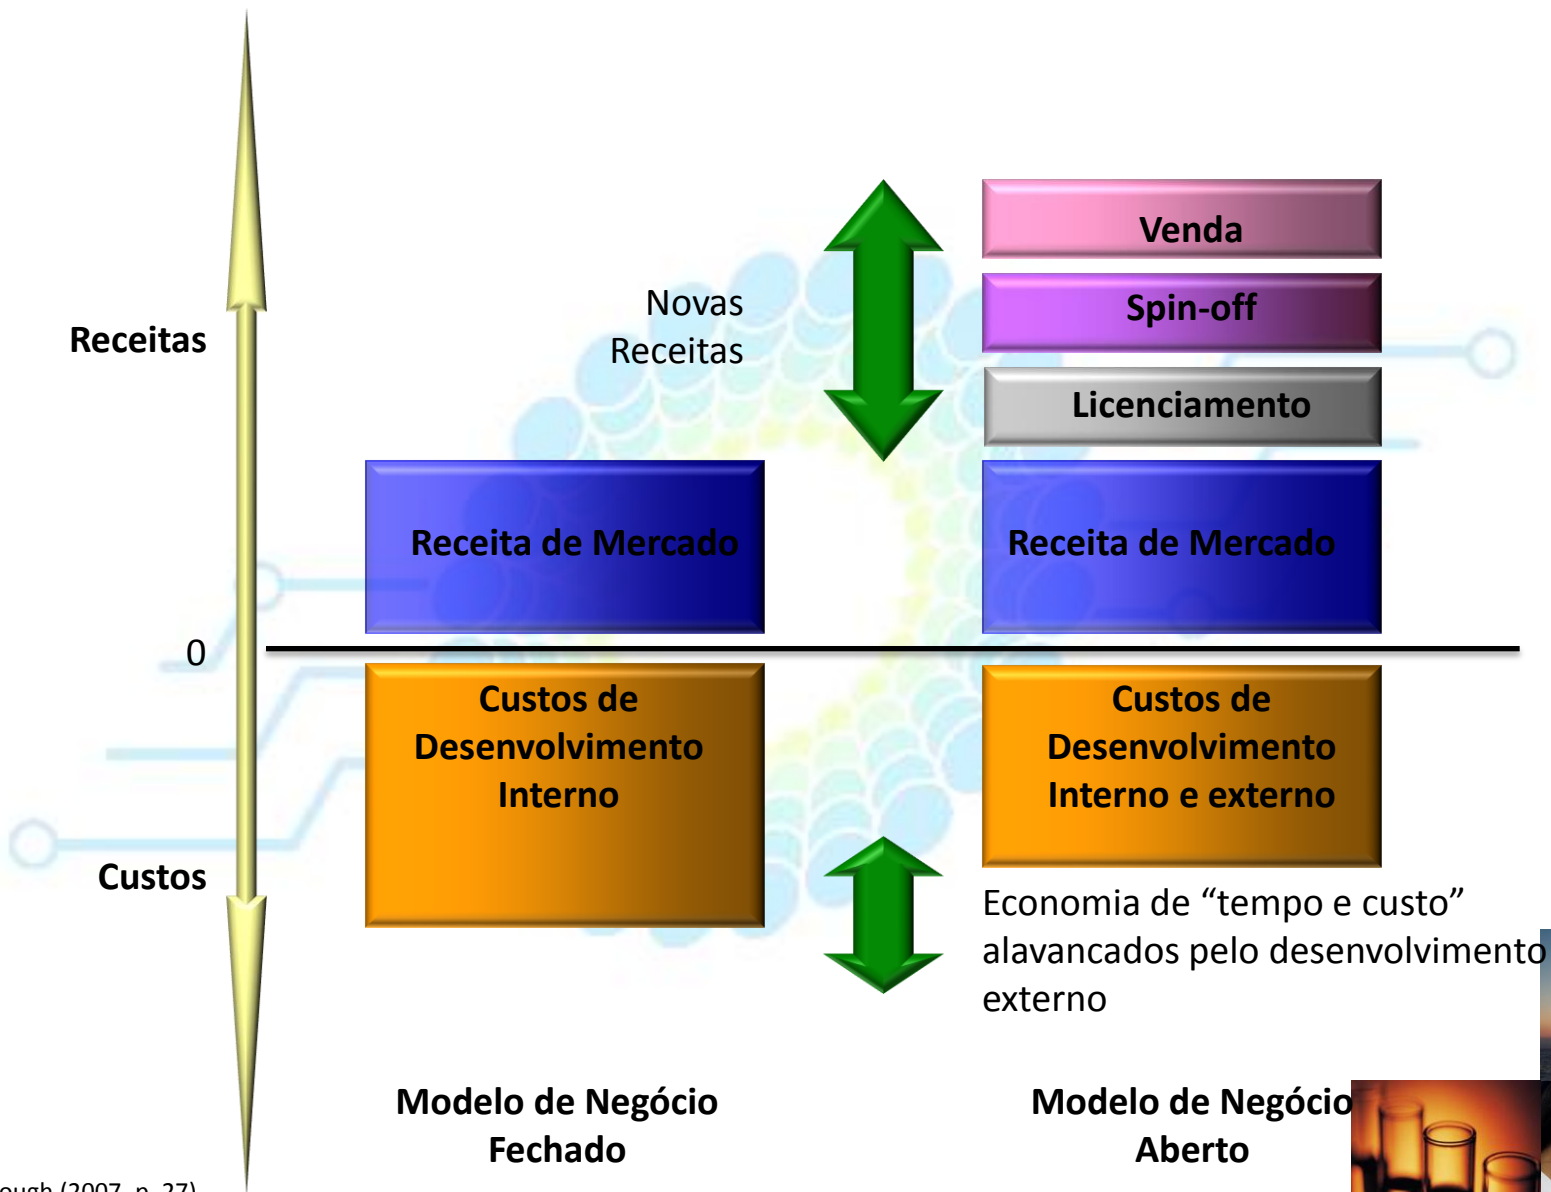 Venda
Spin-off
Novas
Receitas
Receitas
Licenciamento
Receita de Mercado
Receita de Mercado
0
Custos de
Desenvolvimento
Interno
Custos de
Desenvolvimento
Interno e externo
Custos
Economia de “tempo e custo”
alavancados pelo desenvolvimento
externo
Modelo de Negócio
Fechado
Modelo de Negócio
Aberto
(2007, p. 27)